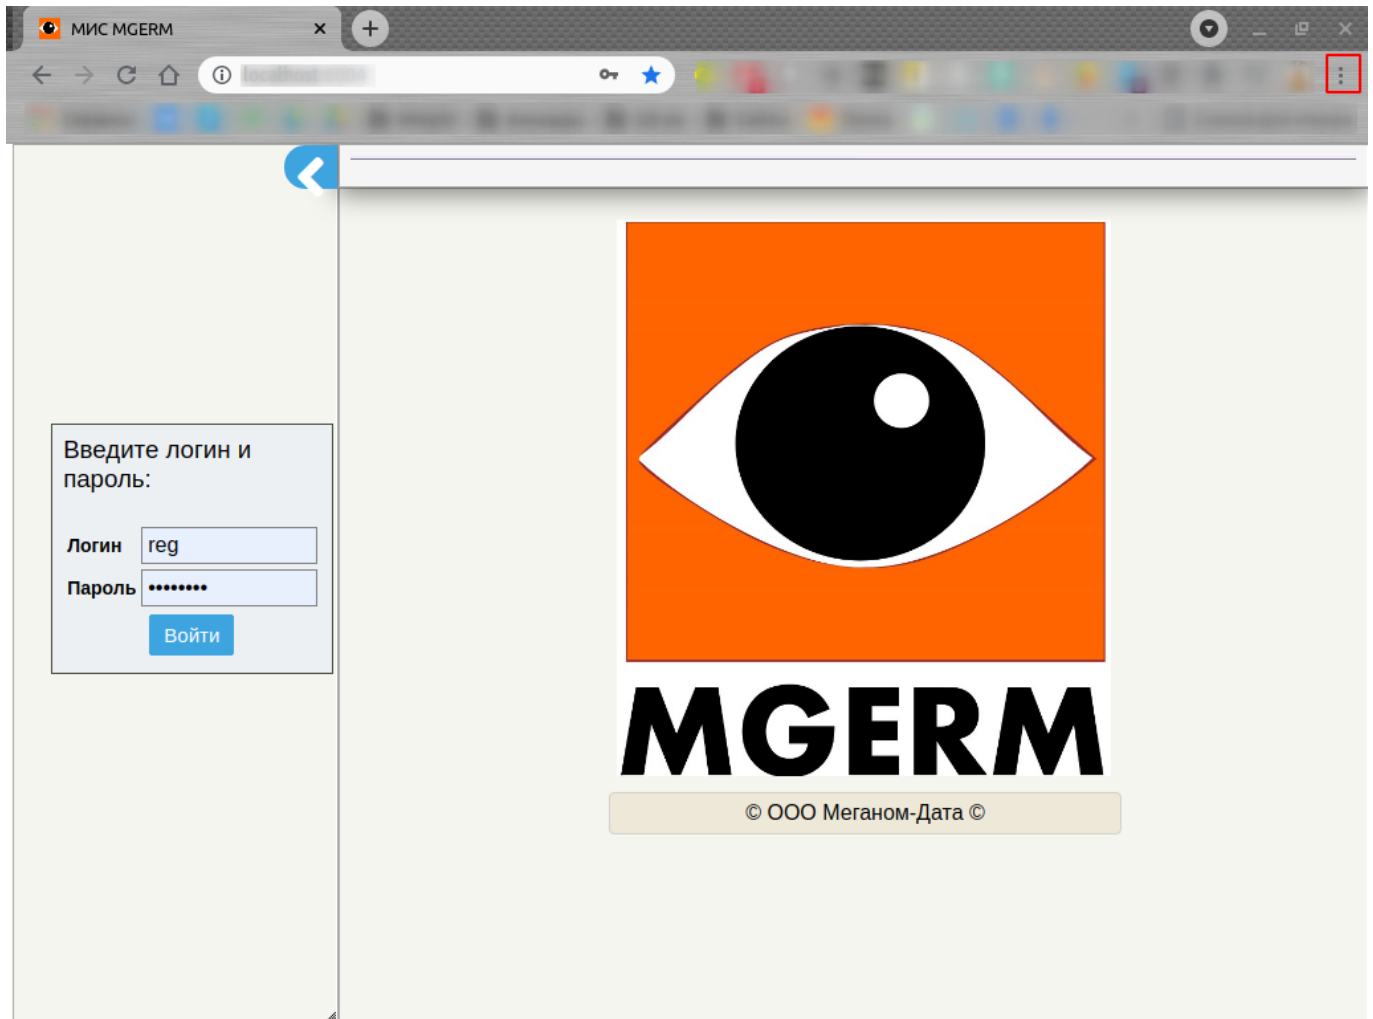 МИС MGERM
Введите логин и
пароль:
Логин
reg
Пароль
••••••••
Войти
MGERM
© ООО Меганом-Дата ©